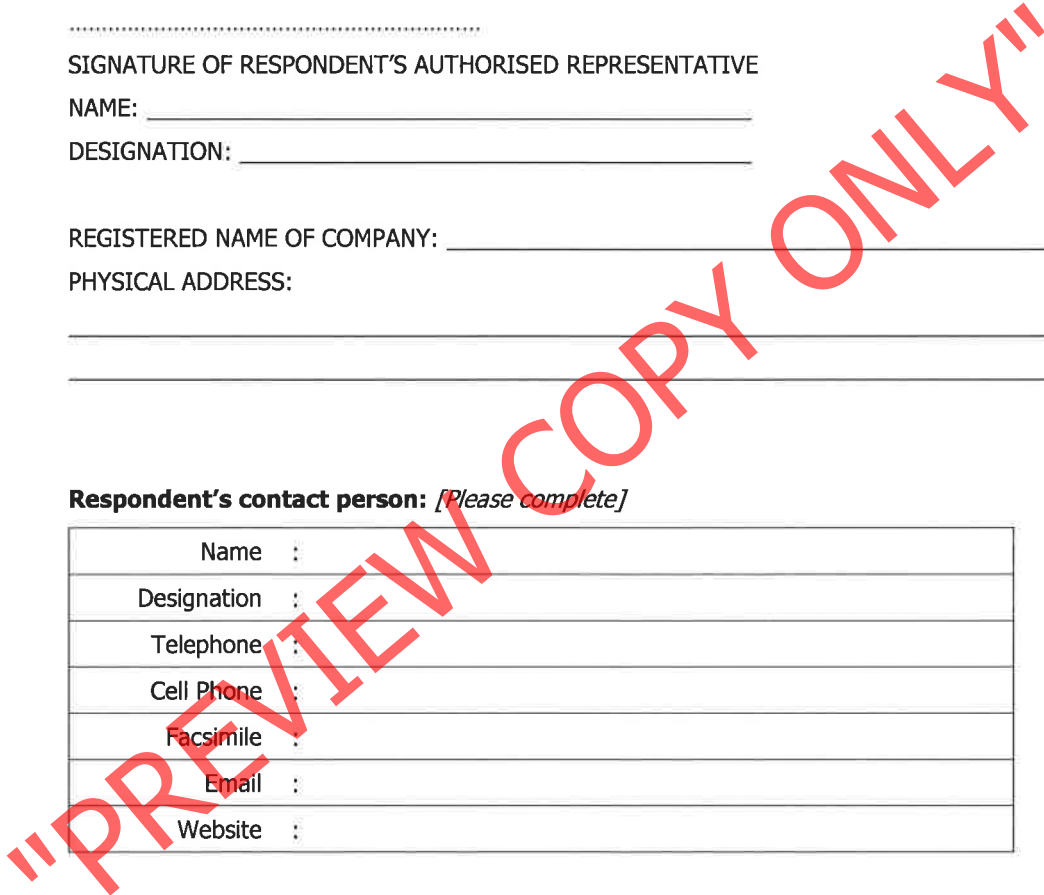 SIGNATURE OF RESPONDENT'S AUTHORISED REPRESENTATIVE
NAME:
DESIGNATION:
REGISTERED NAME OF COMPANY:
PHYSICAL ADDRESS:
Respondent's contact person: [Please complete]
Name :
Designation :
Telephone :
Cell Phone :
Facsimile :
Email :
Website :
"PREVIEW COPY ONLY"